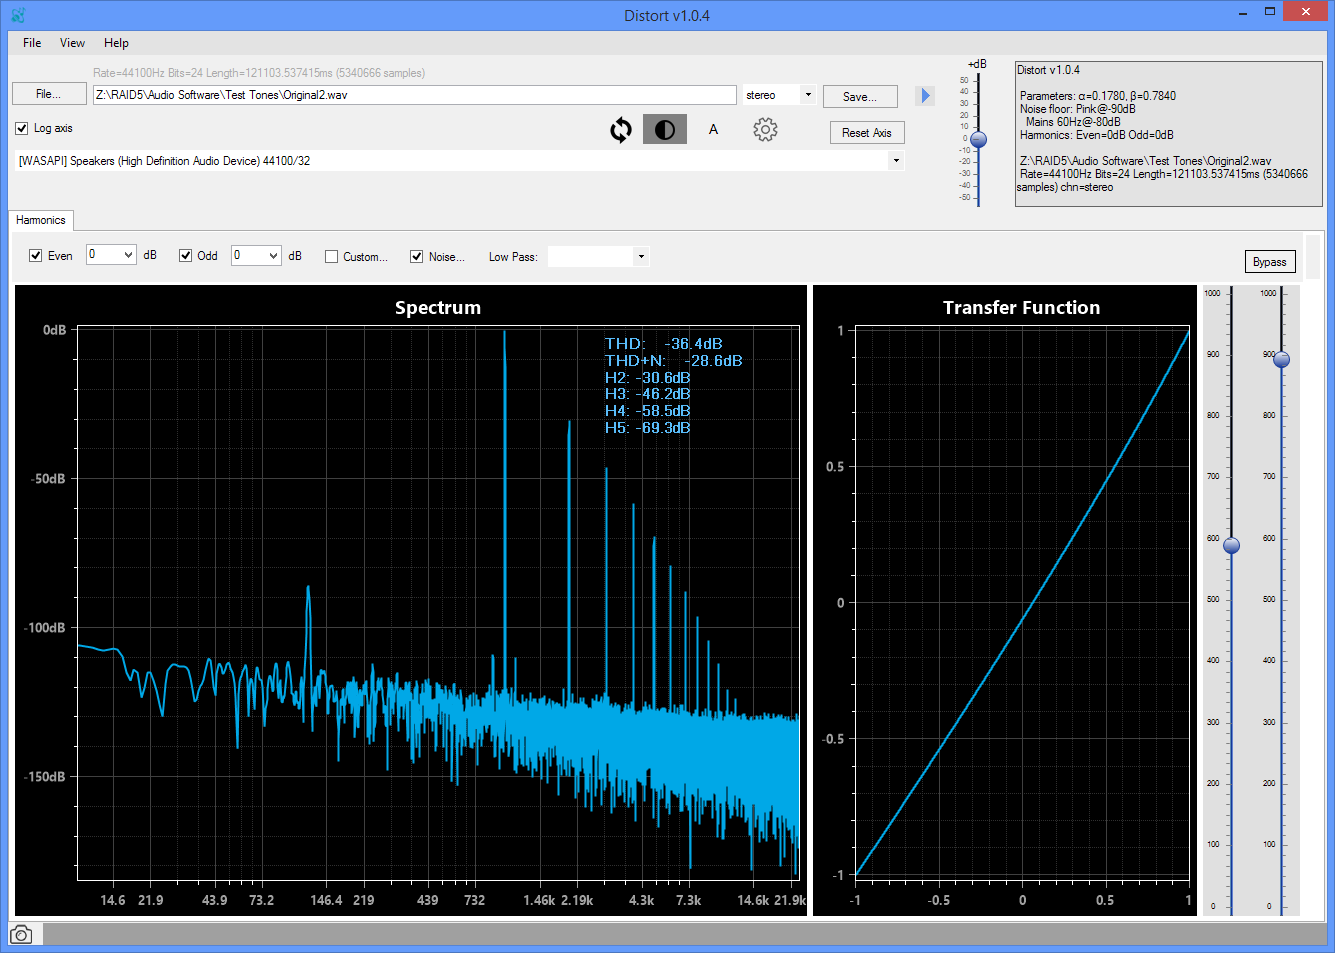 Distort v1.0.4
File View Help
Rate=44100Hz Bits=24 Length=121103.537415ms (5340666 samples)
File... Z:\RAID5\Audio Software\Test Tones\Original2.wav stereo Save...
Log axis A Reset Axis
[WASAPI] Speakers (High Definition Audio Device) 44100/32
+dB
50
40
30
20
10
0
-10
-20
-30
-40
-50
Distort v1.0.4
Parameters: α=0.1780, β=0.7840
Noise floor: Pink@-90dB
Mains 60Hz@-80dB
Harmonics: Even=0dB Odd=0dB
Z:\RAID5\Audio Software\Test Tones\Original2.wav
Rate=44100Hz Bits=24 Length=121103.537415ms (5340666
samples) chn=stereo
Harmonics
Even 0 dB Odd 0 dB Custom... Noise... Low Pass:
Bypass
Spectrum
0dB
-50dB
-100dB
-150dB
THD: -36.4dB
THD+N: -28.6dB
H2: -30.6dB
H3: -46.2dB
H4: -58.5dB
H5: -69.3dB
14.6 21.9 43.9 73.2 146.4 219 439 732 1.46k 2.19k 4.3k 7.3k 14.6k 21.9k
Transfer Function
1
0.5
0
-0.5
-1
-1 -0.5 0 0.5 1
1000 1000
900 900
800 800
700 700
600 600
500 500
400 400
300 300
200 200
100 100
0 0